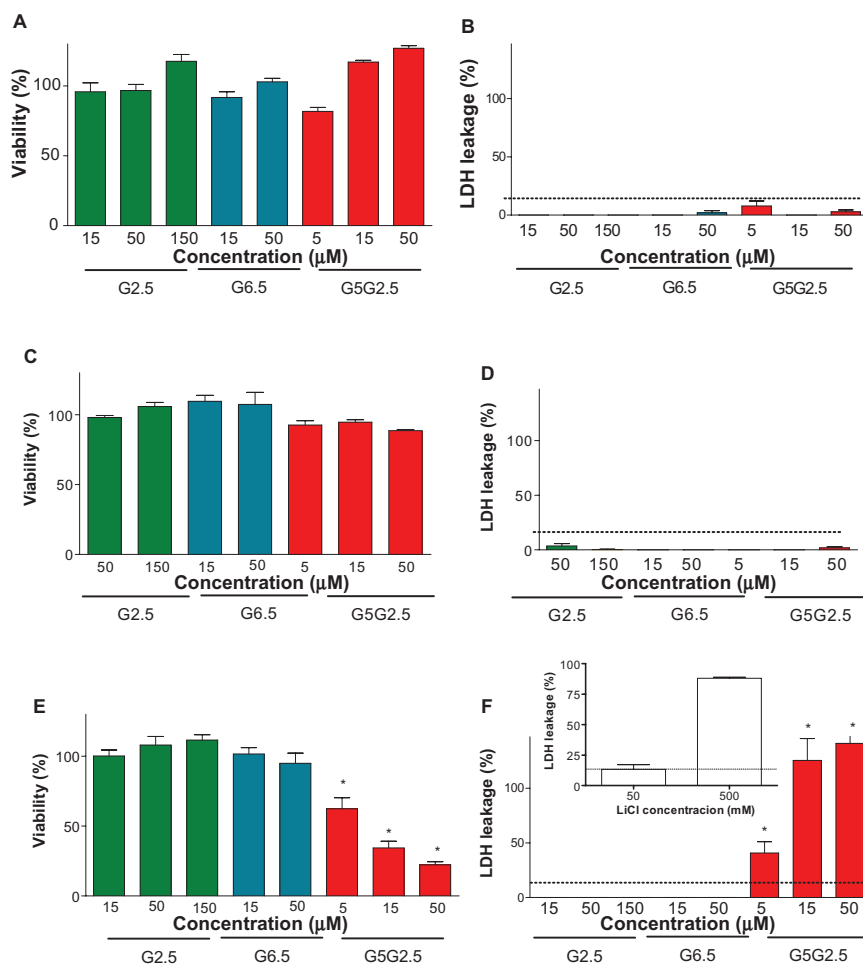 A
Viability (%)
100
50
0
15 50 150 15 50 5 15 50
Concentration (μM)
G2.5 G6.5 G5G2.5
B
LDH leakage (%)
100
50
0
15 50 150 15 50 5 15 50
Concentration (μM)
G2.5 G6.5 G5G2.5
C
Viability (%)
100
50
0
50 150 15 50 5 15 50
Concentration (μM)
G2.5 G6.5 G5G2.5
D
LDH leakage (%)
100
50
0
50 150 15 50 5 15 50
Concentration (μM)
G2.5 G6.5 G5G2.5
E
Viability (%)
100
50
0
* * *
15 50 150 15 50 5 15 50
Concentration (μM)
G2.5 G6.5 G5G2.5
F
LDH leakage (%)
100
75
50
25
0
50 500
LiCl concentracion (mM)
LDH leakage (%)
100
50
0
* * *
15 50 150 15 50 5 15 50
Concentration (μM)
G2.5 G6.5 G5G2.5